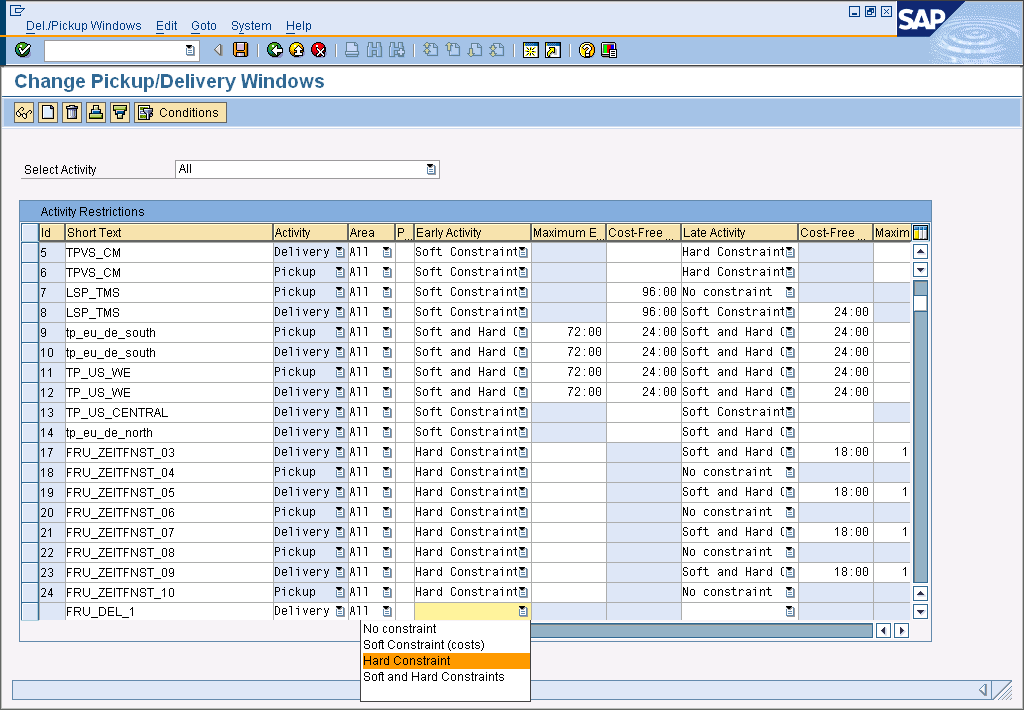 Del./Pickup Windows Edit Goto System Help
SAP
Change Pickup/Delivery Windows
Conditions
Select Activity All
Activity Restrictions
Id Short Text Activity Area P... Early Activity Maximum E... Cost-Free ... Late Activity Cost-Free ... Maxim
5 TPVS_CM Delivery All Soft Constraint Hard Constraint
6 TPVS_CM Pickup All Soft Constraint Hard Constraint
7 LSP_TMS Pickup All Soft Constraint 96:00 No constraint
8 LSP_TMS Delivery All Soft Constraint 96:00 Soft Constraint 24:00
9 tp_eu_de_south Pickup All Soft and Hard C 72:00 24:00 Soft and Hard C 24:00
10 tp_eu_de_south Delivery All Soft and Hard C 72:00 24:00 Soft and Hard C 24:00
11 TP_US_WE Pickup All Soft and Hard C 72:00 24:00 Soft and Hard C 24:00
12 TP_US_WE Delivery All Soft and Hard C 72:00 24:00 Soft and Hard C 24:00
13 TP_US_CENTRAL Delivery All Soft Constraint Soft Constraint
14 tp_eu_de_north Delivery All Soft Constraint Soft and Hard C
17 FRU_ZEITFNST_03 Delivery All Hard Constraint Soft and Hard C 18:00 1
18 FRU_ZEITFNST_04 Pickup All Hard Constraint No constraint
19 FRU_ZEITFNST_05 Delivery All Hard Constraint Soft and Hard C 18:00 1
20 FRU_ZEITFNST_06 Pickup All Hard Constraint No constraint
21 FRU_ZEITFNST_07 Delivery All Hard Constraint Soft and Hard C 18:00 1
22 FRU_ZEITFNST_08 Pickup All Hard Constraint No constraint
23 FRU_ZEITFNST_09 Delivery All Hard Constraint Soft and Hard C 18:00 1
24 FRU_ZEITFNST_10 Pickup All Hard Constraint No constraint
FRU_DEL_1 Delivery All
No constraint
Soft Constraint (costs)
Hard Constraint
Soft and Hard Constraints